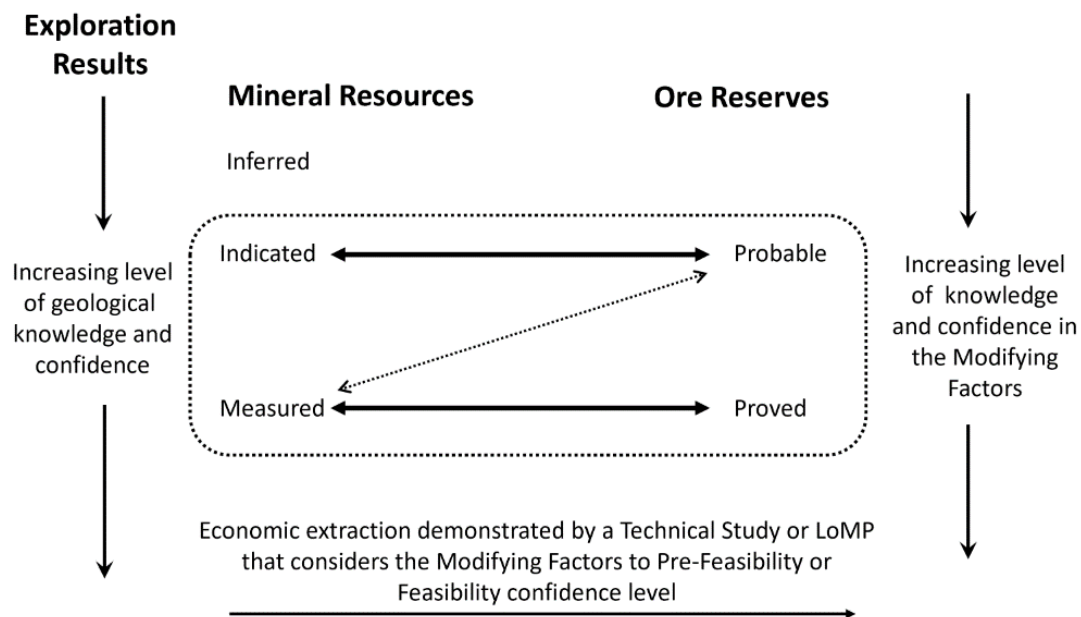 Exploration
Results
Mineral Resources
Ore Reserves
Inferred
Indicated
Probable
Measured
Proved
Increasing level
of geological
knowledge and
confidence
Increasing level
of knowledge
and confidence in
the Modifying
Factors
Economic extraction demonstrated by a Technical Study or LoMP
that considers the Modifying Factors to Pre-Feasibility or
Feasibility confidence level